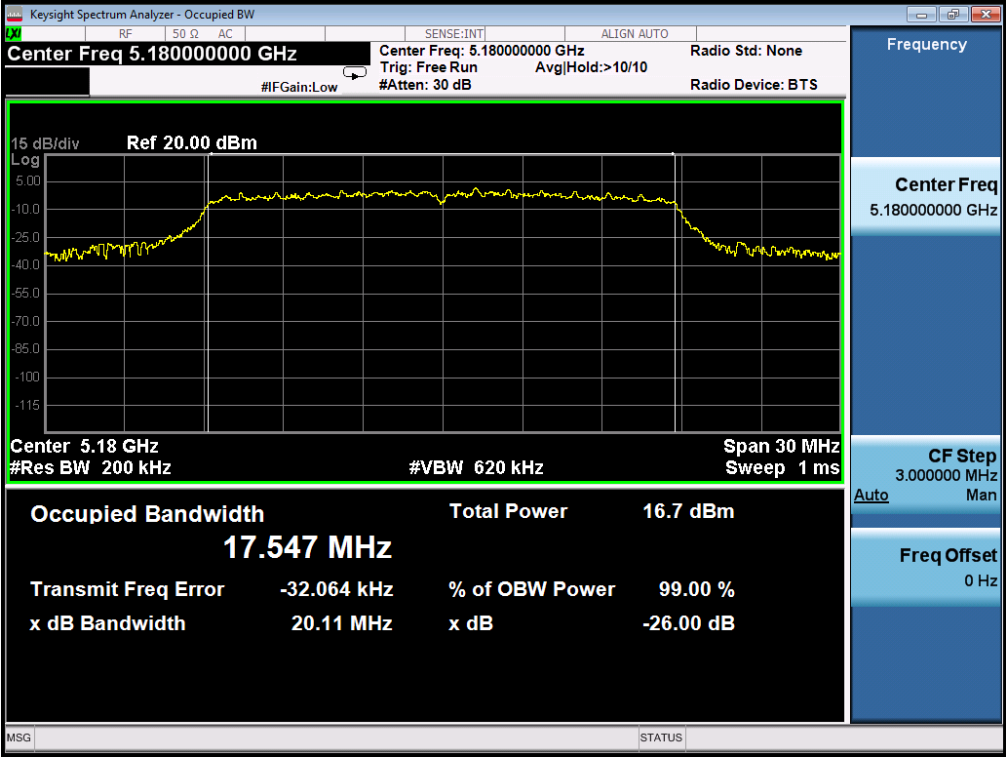 Keysight Spectrum Analyzer - Occupied BW
LXI
RF 50 Ω AC SENSE:INT ALIGN AUTO
Center Freq 5.180000000 GHz
Center Freq: 5.180000000 GHz
Radio Std: None
Trig: Free Run Avg|Hold:>10/10
#IFGain:Low
#Atten: 30 dB
Radio Device: BTS
15 dB/div Ref 20.00 dBm
Log
5.00
-10.0
-25.0
-40.0
-55.0
-70.0
-85.0
-100
-115
Center 5.18 GHz Span 30 MHz
#Res BW 200 kHz #VBW 620 kHz Sweep 1 ms
Occupied Bandwidth Total Power 16.7 dBm
17.547 MHz
Transmit Freq Error -32.064 kHz % of OBW Power 99.00 %
x dB Bandwidth 20.11 MHz x dB -26.00 dB
Frequency
Center Freq
5.180000000 GHz
CF Step
3.000000 MHz
Auto Man
Freq Offset
0 Hz
MSG STATUS